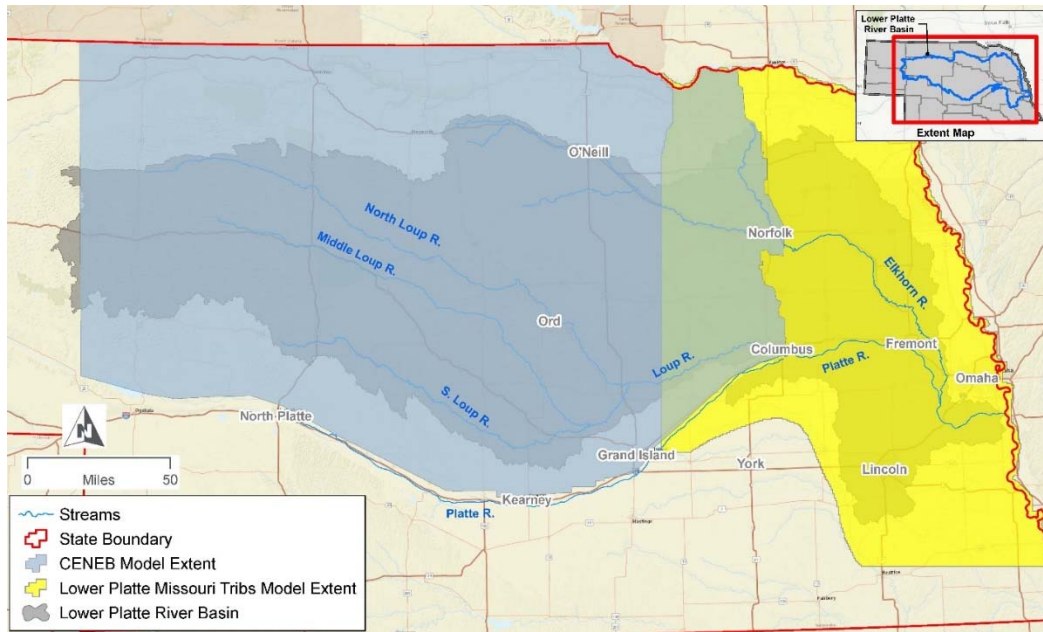 Lower Platte
River Basin
Extent Map
O'Neill
North Loup R.
Middle Loup R.
Norfolk
Elkhorn R.
Ord
Loup R.
Columbus
Fremont
Platte R.
Omaha
S. Loup R.
North Platte
Grand Island
York
Lincoln
Kearney
Platte R.
N
0
50
Miles
Streams
State Boundary
CENEB Model Extent
Lower Platte Missouri Tribs Model Extent
Lower Platte River Basin